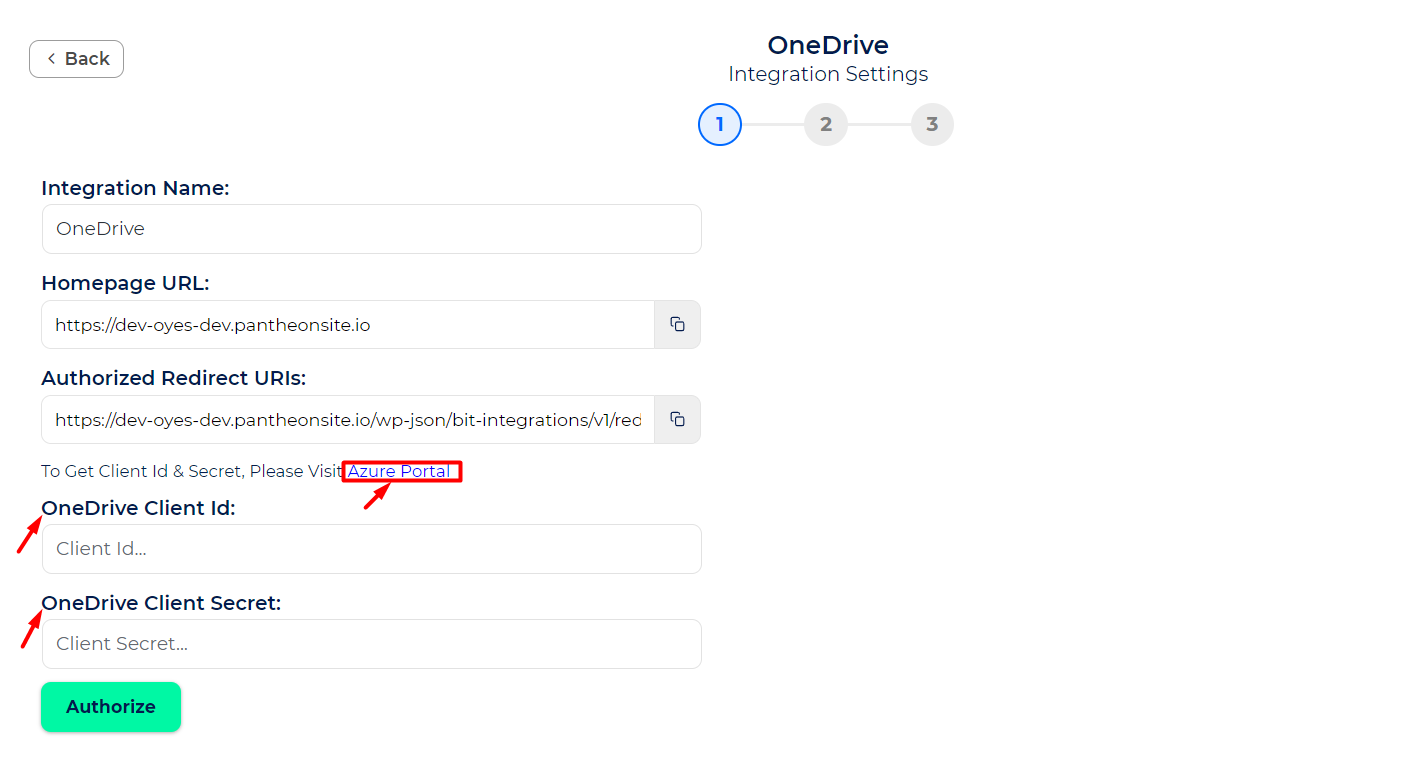 Back
OneDrive
Integration Settings
1 2 3
Integration Name:
OneDrive
Homepage URL:
https://dev-oyes-dev.pantheonsite.io
Authorized Redirect URIs:
https://dev-oyes-dev.pantheonsite.io/wp-json/bit-integrations/v1/red
To Get Client Id & Secret, Please Visit Azure Portal
OneDrive Client Id:
Client Id...
OneDrive Client Secret:
Client Secret...
Authorize